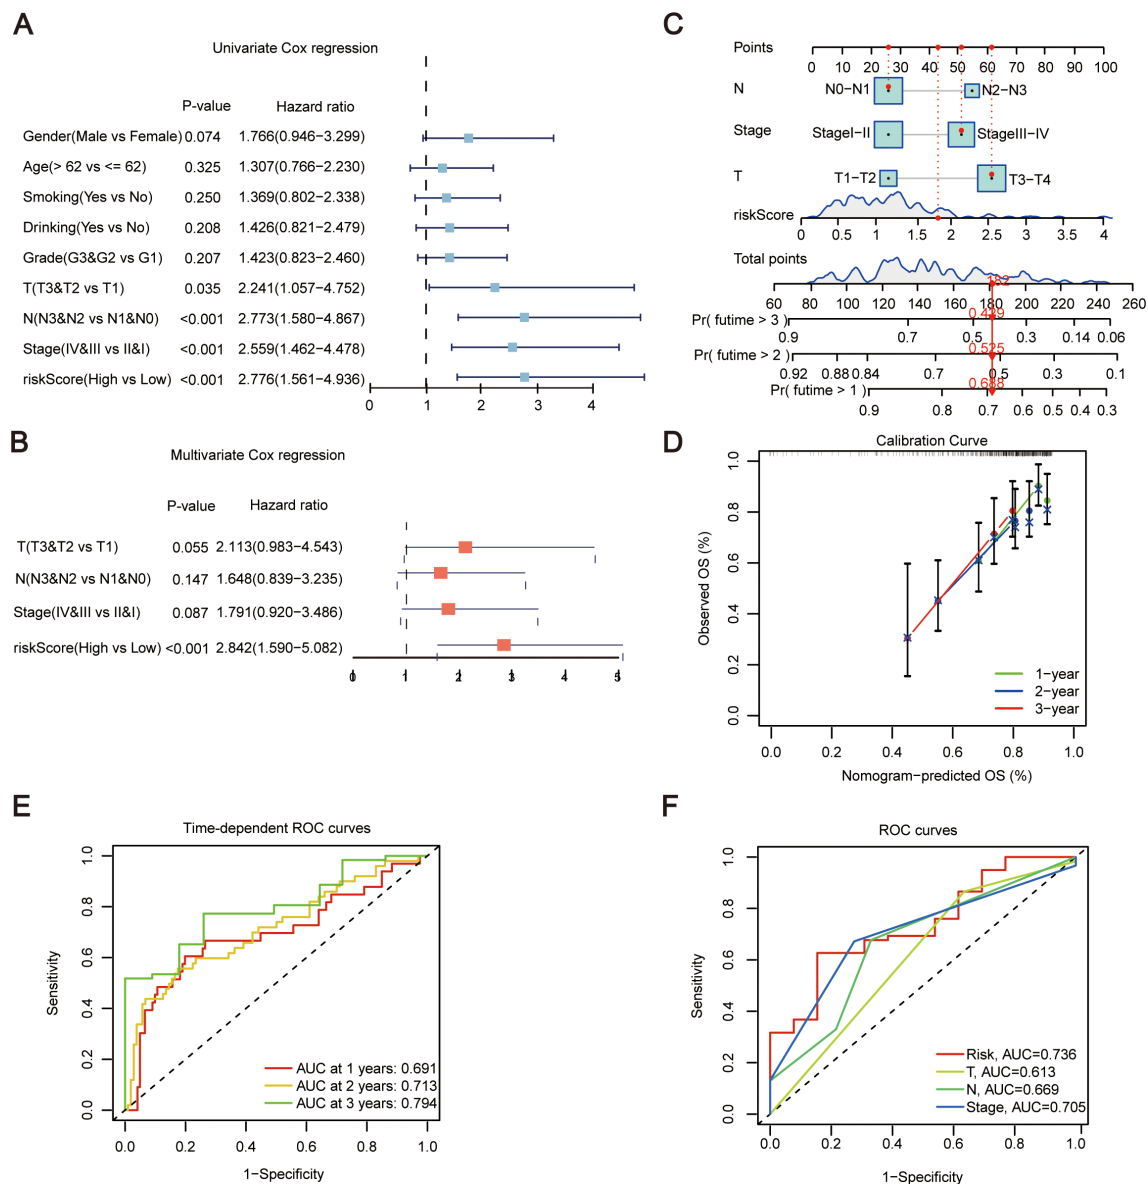 A
Univariate Cox regression
P-value Hazard ratio
Gender(Male vs Female) 0.074 1.766(0.946−3.299)
Age(> 62 vs <= 62) 0.325 1.307(0.766−2.230)
Smoking(Yes vs No) 0.250 1.369(0.802−2.338)
Drinking(Yes vs No) 0.208 1.426(0.821−2.479)
Grade(G3&G2 vs G1) 0.207 1.423(0.823−2.460)
T(T3&T2 vs T1) 0.035 2.241(1.057−4.752)
N(N3&N2 vs N1&N0) <0.001 2.773(1.580−4.867)
Stage(IV&III vs II&I) <0.001 2.559(1.462−4.478)
riskScore(High vs Low) <0.001 2.776(1.561−4.936)
0 1 2 3 4
B
Multivariate Cox regression
P-value Hazard ratio
T(T3&T2 vs T1) 0.055 2.113(0.983−4.543)
N(N3&N2 vs N1&N0) 0.147 1.648(0.839−3.235)
Stage(IV&III vs II&I) 0.087 1.791(0.920−3.486)
riskScore(High vs Low) <0.001 2.842(1.590−5.082)
0 1 2 3 4 5
C
Points
0 10 20 30 40 50 60 70 80 90 100
N N0−N1 N2−N3
Stage StageI−II StageIII−IV
T T1−T2 T3−T4
riskScore
0 0.5 1 1.5 2 2.5 3 3.5 4
Total points
182
60 80 100 120 140 160 180 200 220 240 260
0.429
Pr( futime > 3)
0.9 0.7 0.5 0.3 0.14 0.06
0.525
Pr( futime > 2)
0.92 0.88 0.84 0.7 0.5 0.3 0.1
0.688
Pr( futime > 1)
0.9 0.8 0.7 0.6 0.5 0.4 0.3
D
Calibration Curve
Observed OS (%)
1.0
0.8
0.6
0.4
0.2
0.0
1−year
2−year
3−year
0.0 0.2 0.4 0.6 0.8 1.0
Nomogram−predicted OS (%)
E
Time−dependent ROC curves
Sensitivity
1.0
0.8
0.6
0.4
0.2
0.0
AUC at 1 years: 0.691
AUC at 2 years: 0.713
AUC at 3 years: 0.794
0.0 0.2 0.4 0.6 0.8 1.0
1−Specificity
F
ROC curves
Sensitivity
1.0
0.8
0.6
0.4
0.2
0.0
Risk, AUC=0.736
T, AUC=0.613
N, AUC=0.669
Stage, AUC=0.705
0.0 0.2 0.4 0.6 0.8 1.0
1−Specificity